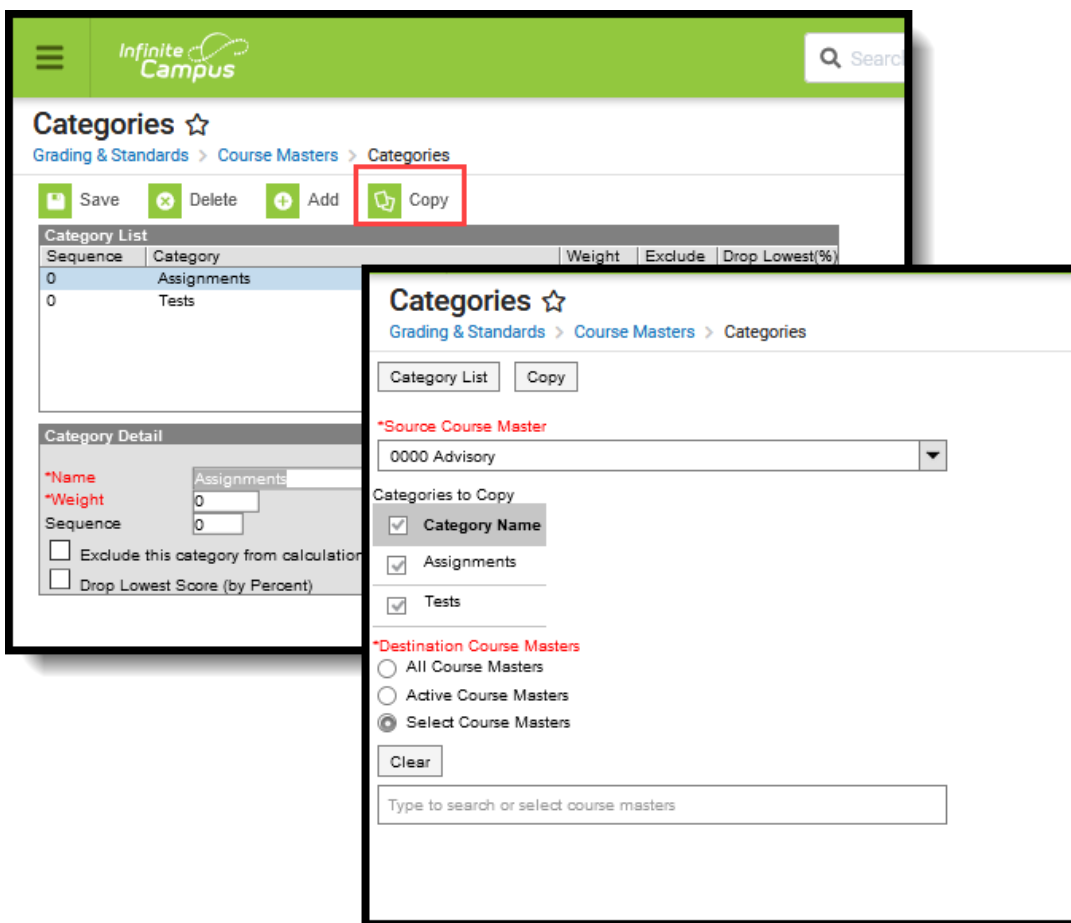 Infinite
Campus
Search
Categories
Grading & Standards > Course Masters > Categories
Save Delete Add Copy
Category List
Sequence Category Weight Exclude Drop Lowest(%)
0 Assignments
0 Tests
Category Detail
*Name Assignments
*Weight 0
Sequence 0
Exclude this category from calculation
Drop Lowest Score (by Percent)
Categories
Grading & Standards > Course Masters > Categories
Category List Copy
*Source Course Master
0000 Advisory
Categories to Copy
Category Name
Assignments
Tests
*Destination Course Masters
All Course Masters
Active Course Masters
Select Course Masters
Clear
Type to search or select course masters